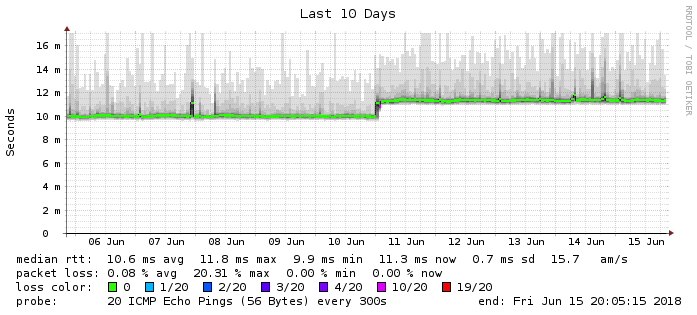 Last 10 Days
RRDTOOL / TOBI OETIKER
Seconds
16 m
14 m
12 m
10 m
8 m
6 m
4 m
2 m
0
06 Jun 07 Jun 08 Jun 09 Jun 10 Jun 11 Jun 12 Jun 13 Jun 14 Jun 15 Jun
median rtt: 10.6 ms avg 11.8 ms max 9.9 ms min 11.3 ms now 0.7 ms sd 15.7 am/s
packet loss: 0.08 % avg 20.31 % max 0.00 % min 0.00 % now
loss color: 0 1/20 2/20 3/20 4/20 10/20 19/20
probe: 20 ICMP Echo Pings (56 Bytes) every 300s end: Fri Jun 15 20:05:15 2018